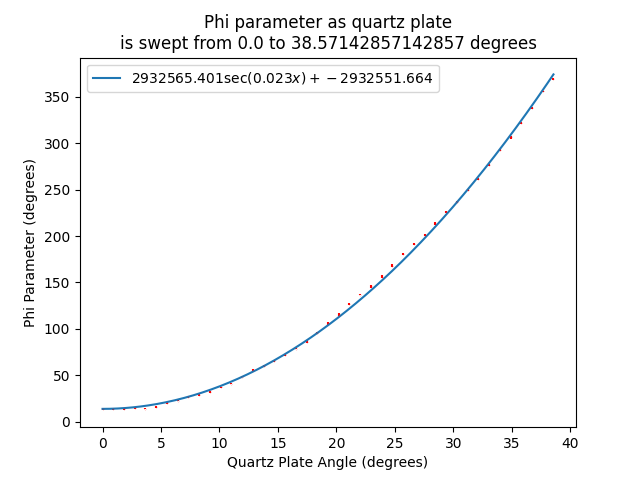 Phi parameter as quartz plate
is swept from 0.0 to 38.57142857142857 degrees
2932565.401sec(0.023x) + −2932551.664
350
300
250
200
150
100
50
0
Phi Parameter (degrees)
0 5 10 15 20 25 30 35 40
Quartz Plate Angle (degrees)